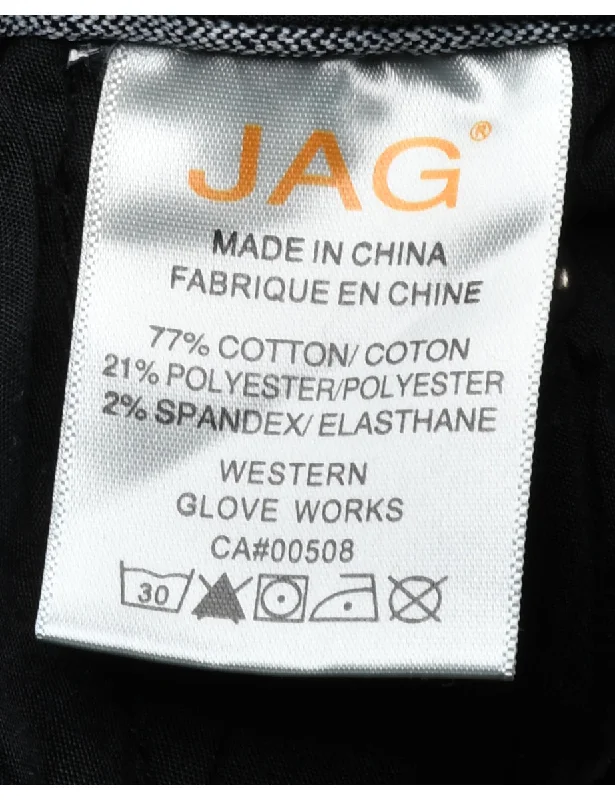 JAG®
MADE IN CHINA
FABRIQUE EN CHINE
77% COTTON/ COTON
21% POLYESTER/POLYESTER
2% SPANDEX/ ELASTHANE
WESTERN
GLOVE WORKS
CA#00508
30